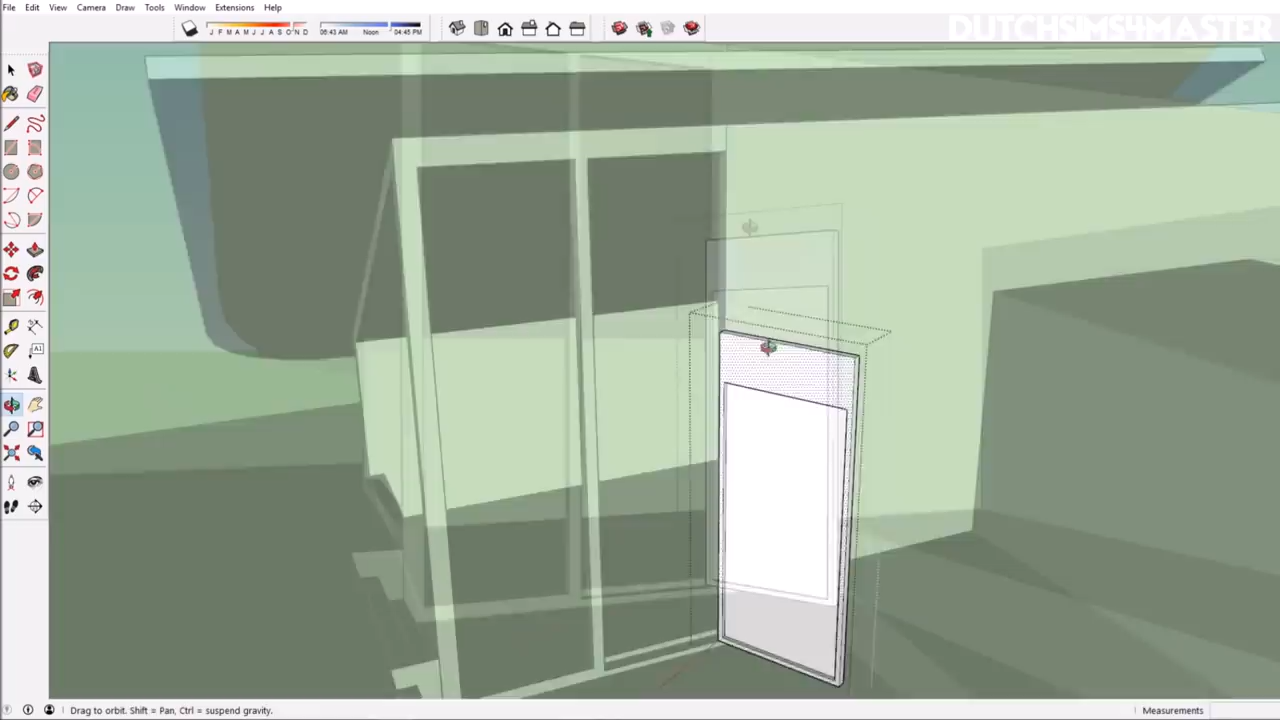 File Edit View Camera Draw Tools Window Extensions Help
DUTCHSIMS4MASTER
J F M A M J J A S O N D 06:43 AM Noon 04:45 PM
A1
Drag to orbit. Shift = Pan, Ctrl = suspend gravity. Measurements